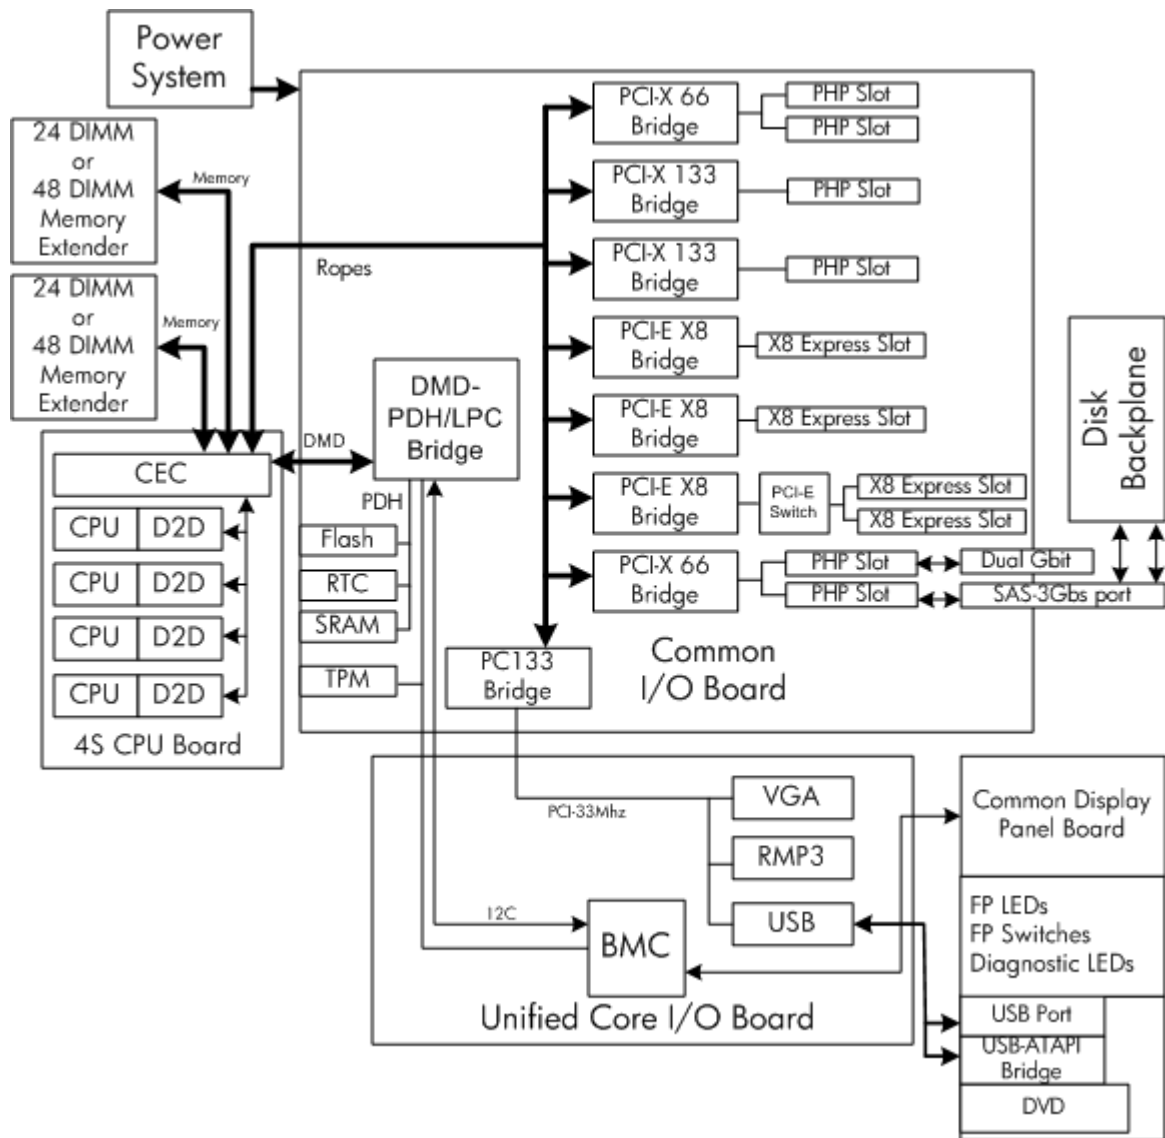 Power
System
24 DIMM
or
48 DIMM
Memory
Extender
Memory
24 DIMM
or
48 DIMM
Memory
Extender
Memory
Ropes
PCI-X 66
Bridge
PHP Slot
PHP Slot
PCI-X 133
Bridge
PHP Slot
PCI-X 133
Bridge
PHP Slot
PCI-E X8
Bridge
X8 Express Slot
PCI-E X8
Bridge
X8 Express Slot
PCI-E X8
Bridge
PCI-E
Switch
X8 Express Slot
X8 Express Slot
PCI-X 66
Bridge
PHP Slot
PHP Slot
Dual Gbit
SAS-3Gbs port
Disk
Backplane
DMD-
PDH/LPC
Bridge
DMD
PDH
CEC
CPU D2D
CPU D2D
CPU D2D
CPU D2D
4S CPU Board
Flash
RTC
SRAM
TPM
PC133
Bridge
Common
I/O Board
PCI-33Mhz
VGA
RMP3
USB
I2C
BMC
Unified Core I/O Board
Common Display
Panel Board
FP LEDs
FP Switches
Diagnostic LEDs
USB Port
USB-ATAPI
Bridge
DVD